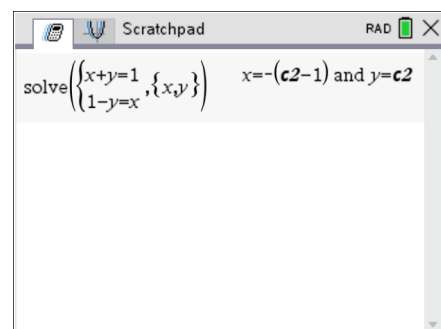 Scratchpad RAD
solve({x+y=1
1−y=x ,{x,y}) x=-(c2−1) and y=c2